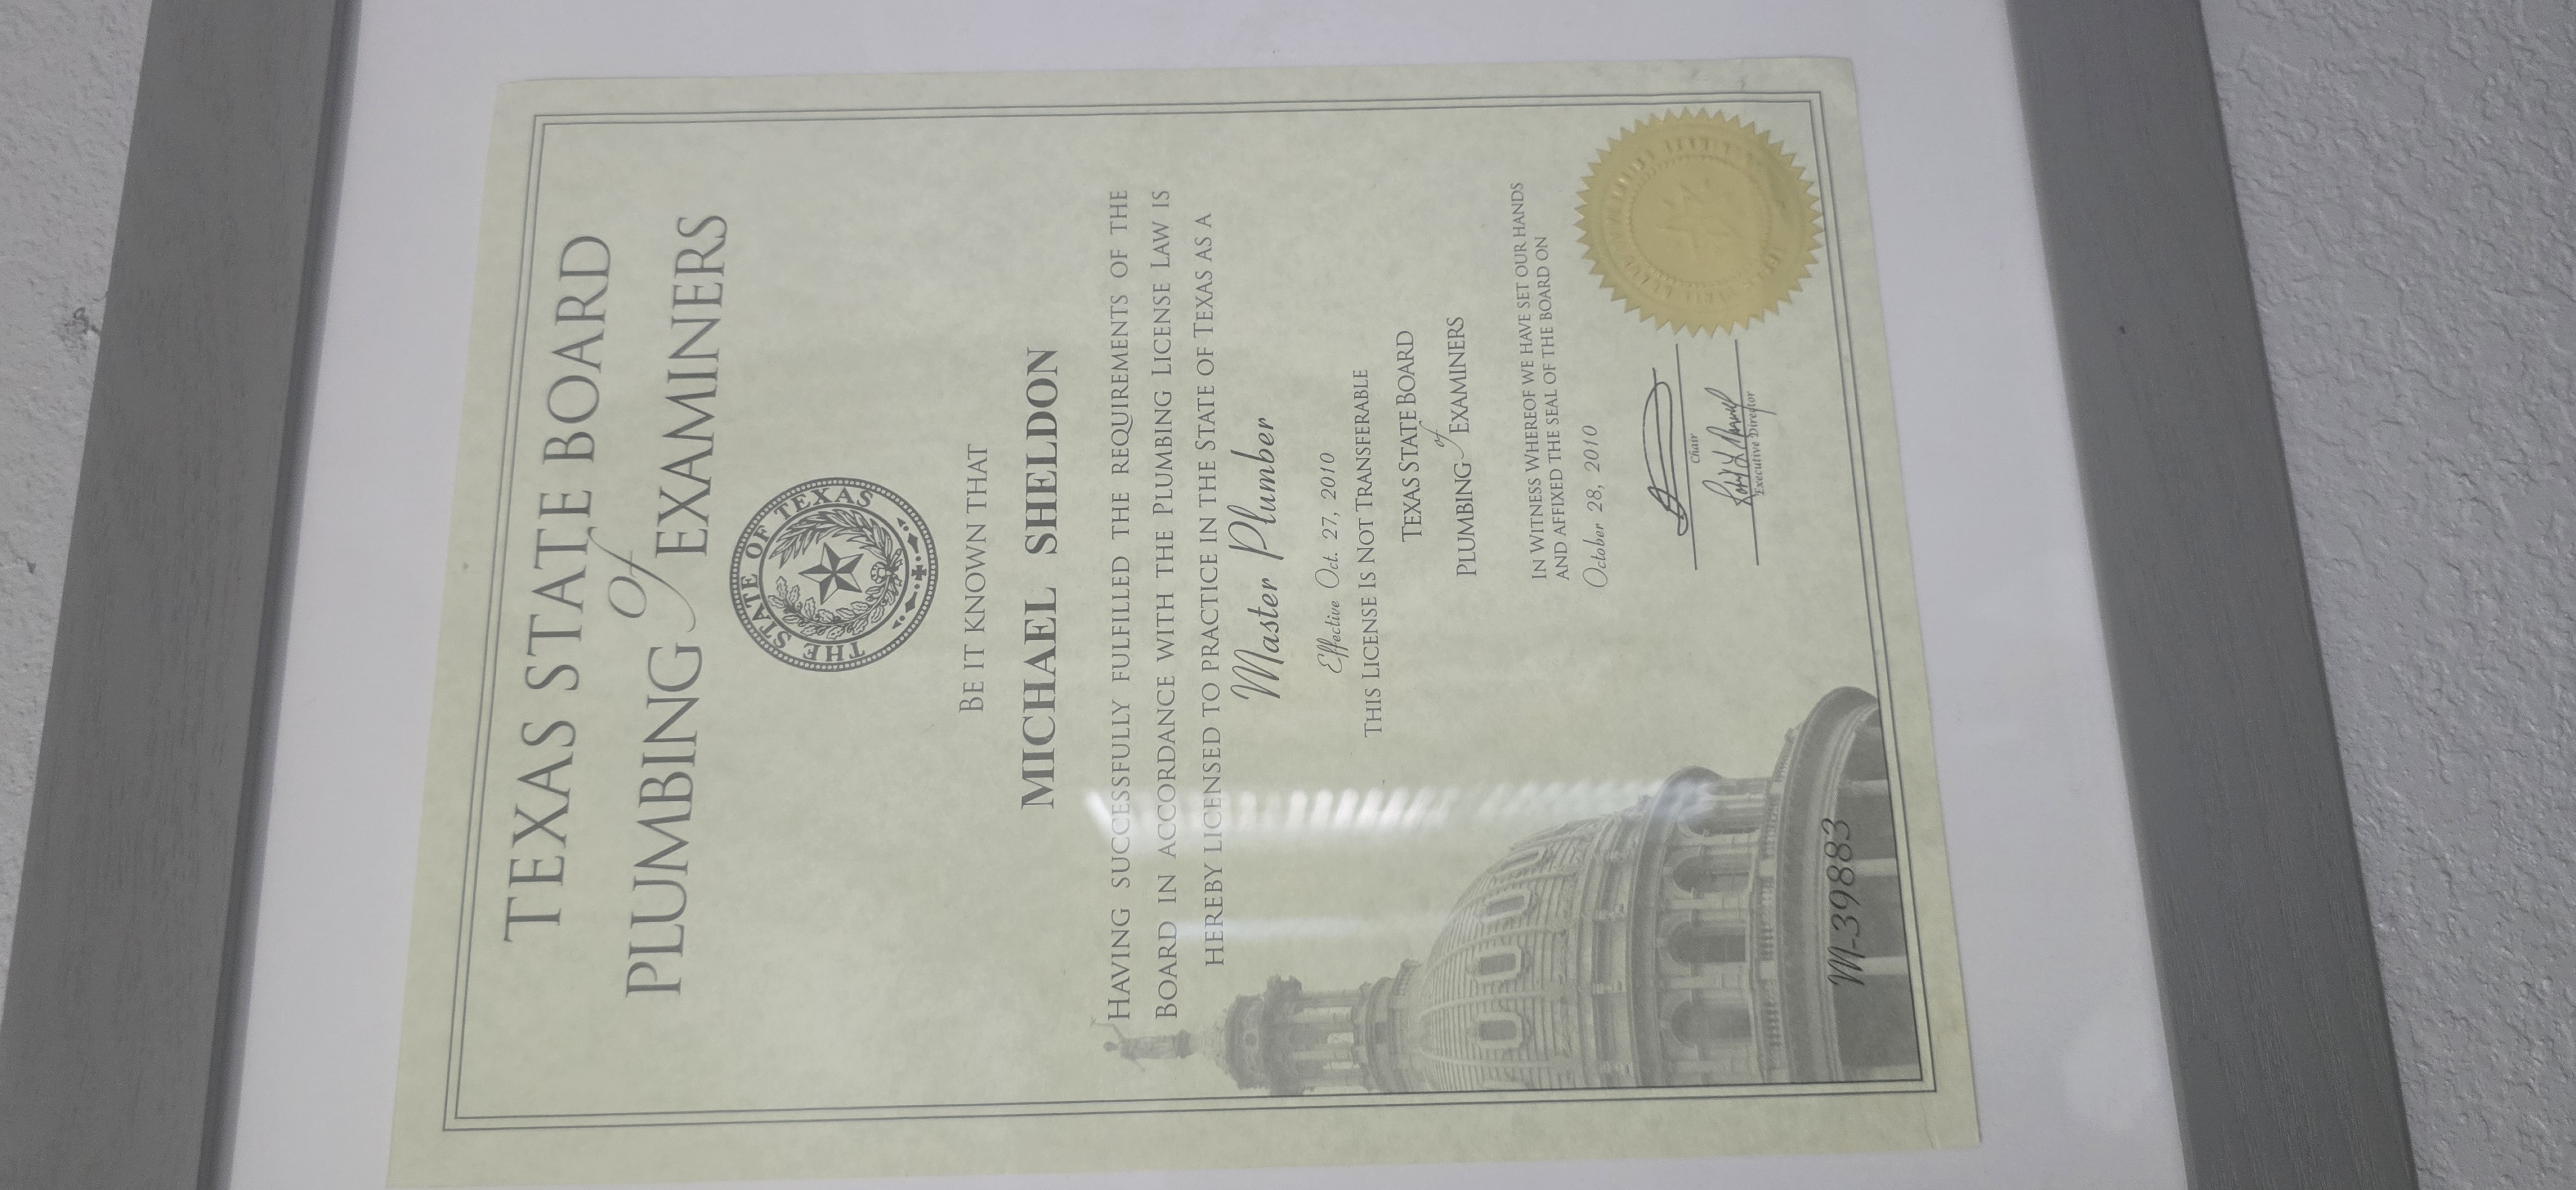 TEXAS STATE BOARD
of
PLUMBING EXAMINERS
THE STATE OF TEXAS
BE IT KNOWN THAT
MICHAEL SHELDON
HAVING SUCCESSFULLY FULFILLED THE REQUIREMENTS OF THE
BOARD IN ACCORDANCE WITH THE PLUMBING LICENSE LAW IS
HEREBY LICENSED TO PRACTICE IN THE STATE OF TEXAS AS A
Master Plumber
Effective Oct. 27, 2010
THIS LICENSE IS NOT TRANSFERABLE
TEXAS STATE BOARD
of
PLUMBING EXAMINERS
IN WITNESS WHEREOF WE HAVE SET OUR HANDS
AND AFFIXED THE SEAL OF THE BOARD ON
October 28, 2010
Chair
Executive Director
M-39883